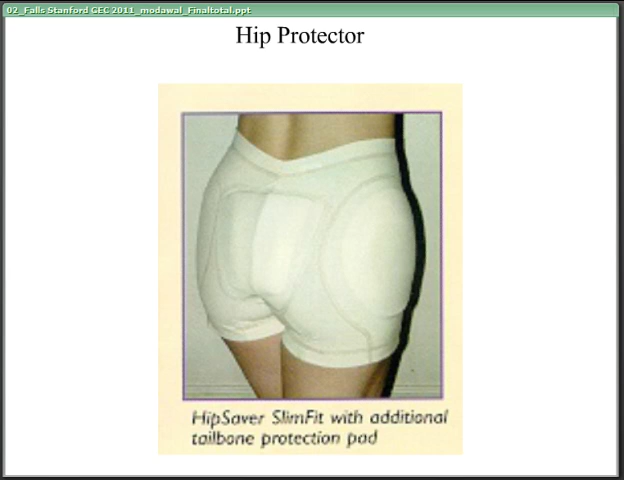 02_Falls Stanford GEC 2011_modawal_Finaltotal.ppt
Hip Protector
HipSaver SlimFit with additional
tailbone protection pad